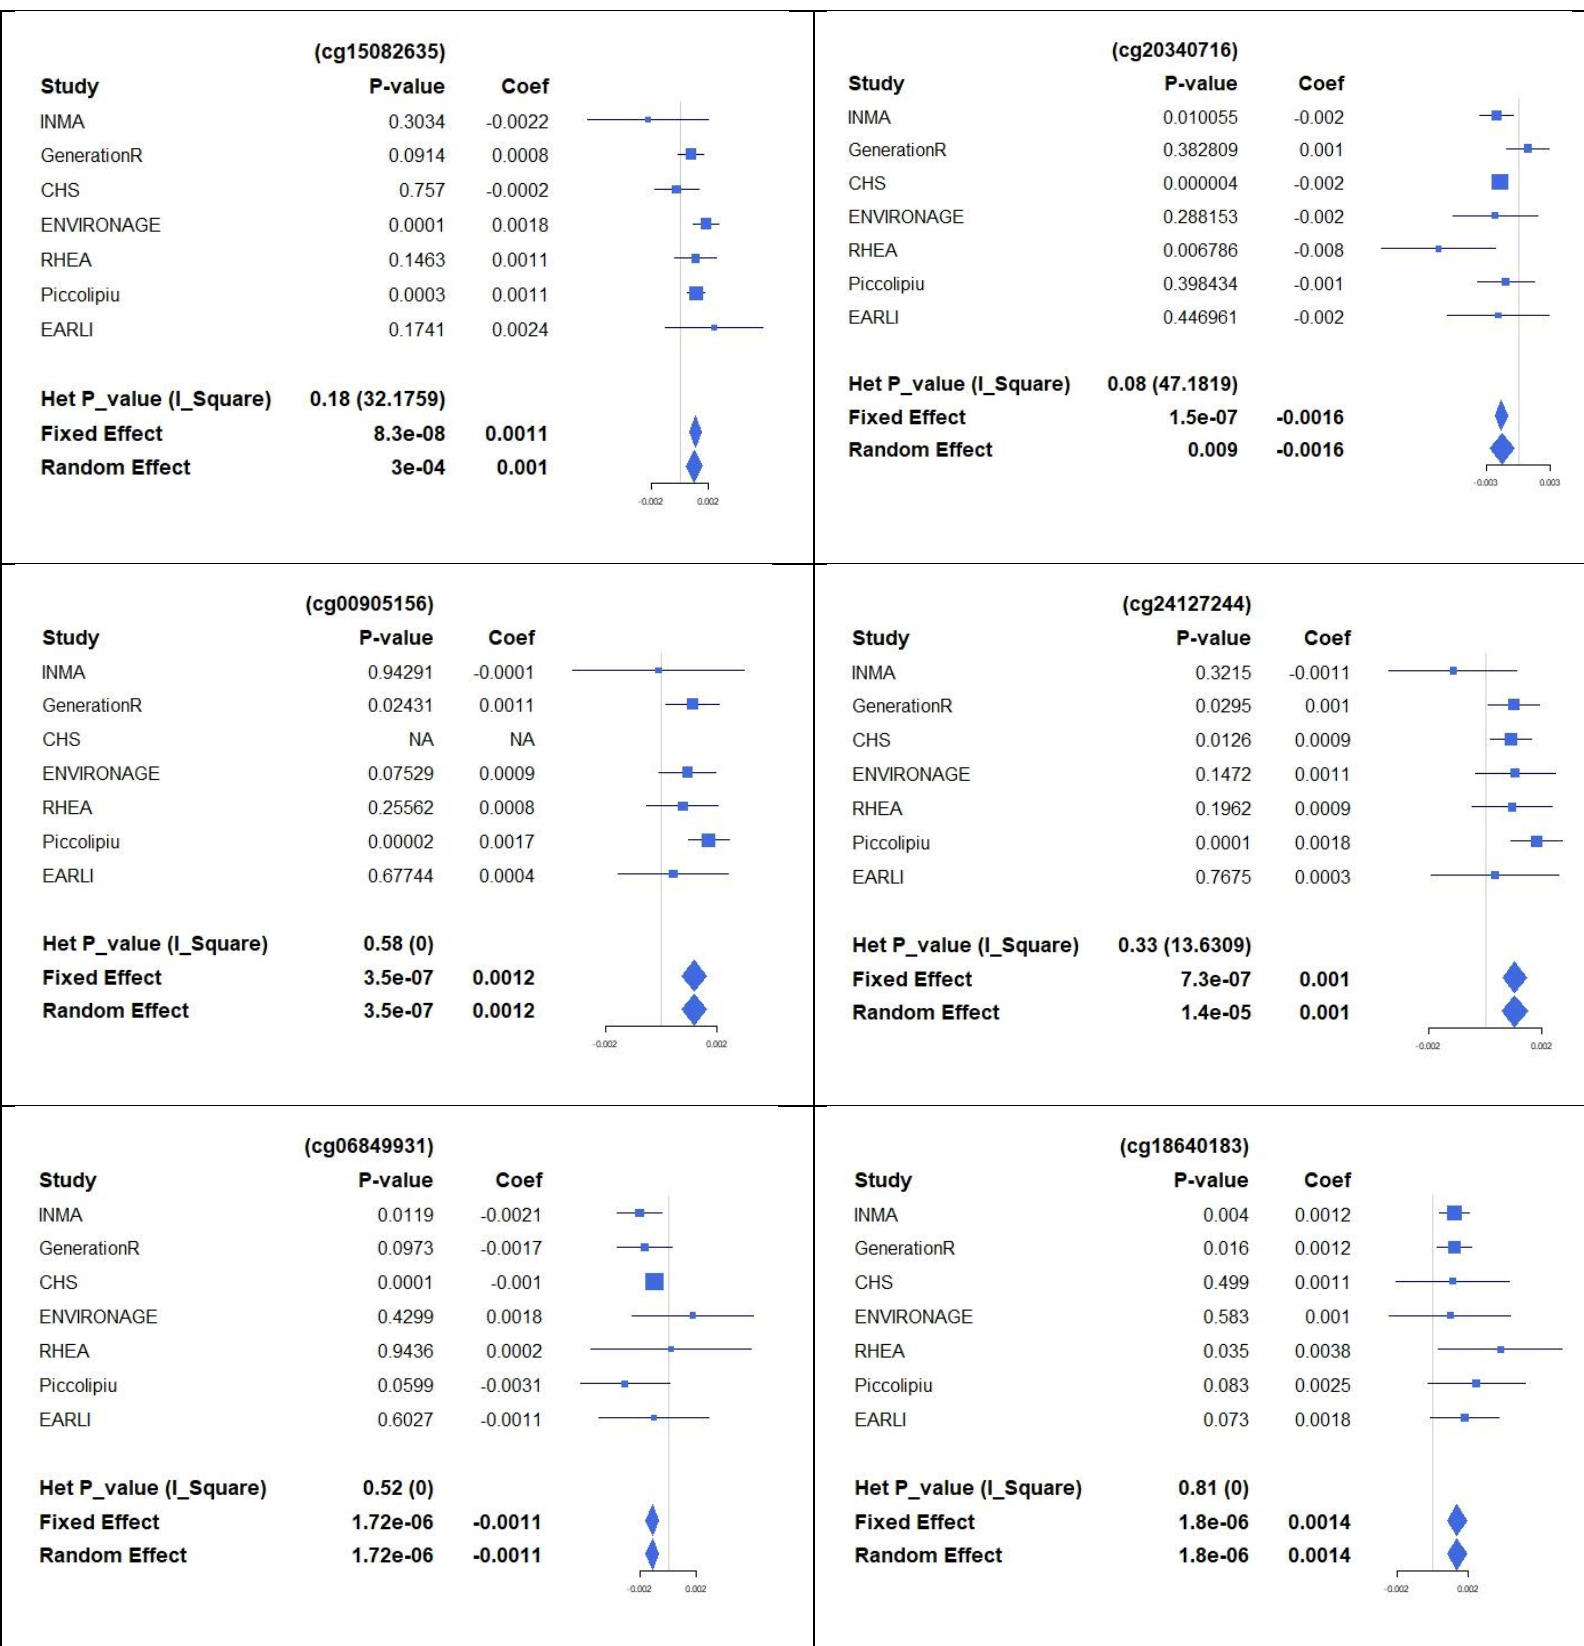 (cg15082635)
Study P-value Coef
INMA 0.3034 -0.0022
GenerationR 0.0914 0.0008
CHS 0.757 -0.0002
ENVIRONAGE 0.0001 0.0018
RHEA 0.1463 0.0011
Piccolipiu 0.0003 0.0011
EARLI 0.1741 0.0024
Het P_value (I_Square) 0.18 (32.1759)
Fixed Effect 8.3e-08 0.0011
Random Effect 3e-04 0.001
-0.002 0.002
(cg20340716)
Study P-value Coef
INMA 0.010055 -0.002
GenerationR 0.382809 0.001
CHS 0.000004 -0.002
ENVIRONAGE 0.288153 -0.002
RHEA 0.006786 -0.008
Piccolipiu 0.398434 -0.001
EARLI 0.446961 -0.002
Het P_value (I_Square) 0.08 (47.1819)
Fixed Effect 1.5e-07 -0.0016
Random Effect 0.009 -0.0016
-0.003 0.003
(cg00905156)
Study P-value Coef
INMA 0.94291 -0.0001
GenerationR 0.02431 0.0011
CHS NA NA
ENVIRONAGE 0.07529 0.0009
RHEA 0.25562 0.0008
Piccolipiu 0.00002 0.0017
EARLI 0.67744 0.0004
Het P_value (I_Square) 0.58 (0)
Fixed Effect 3.5e-07 0.0012
Random Effect 3.5e-07 0.0012
-0.002 0.002
(cg24127244)
Study P-value Coef
INMA 0.3215 -0.0011
GenerationR 0.0295 0.001
CHS 0.0126 0.0009
ENVIRONAGE 0.1472 0.0011
RHEA 0.1962 0.0009
Piccolipiu 0.0001 0.0018
EARLI 0.7675 0.0003
Het P_value (I_Square) 0.33 (13.6309)
Fixed Effect 7.3e-07 0.001
Random Effect 1.4e-05 0.001
-0.002 0.002
(cg06849931)
Study P-value Coef
INMA 0.0119 -0.0021
GenerationR 0.0973 -0.0017
CHS 0.0001 -0.001
ENVIRONAGE 0.4299 0.0018
RHEA 0.9436 0.0002
Piccolipiu 0.0599 -0.0031
EARLI 0.6027 -0.0011
Het P_value (I_Square) 0.52 (0)
Fixed Effect 1.72e-06 -0.0011
Random Effect 1.72e-06 -0.0011
-0.002 0.002
(cg18640183)
Study P-value Coef
INMA 0.004 0.0012
GenerationR 0.016 0.0012
CHS 0.499 0.0011
ENVIRONAGE 0.583 0.001
RHEA 0.035 0.0038
Piccolipiu 0.083 0.0025
EARLI 0.073 0.0018
Het P_value (I_Square) 0.81 (0)
Fixed Effect 1.8e-06 0.0014
Random Effect 1.8e-06 0.0014
-0.002 0.002